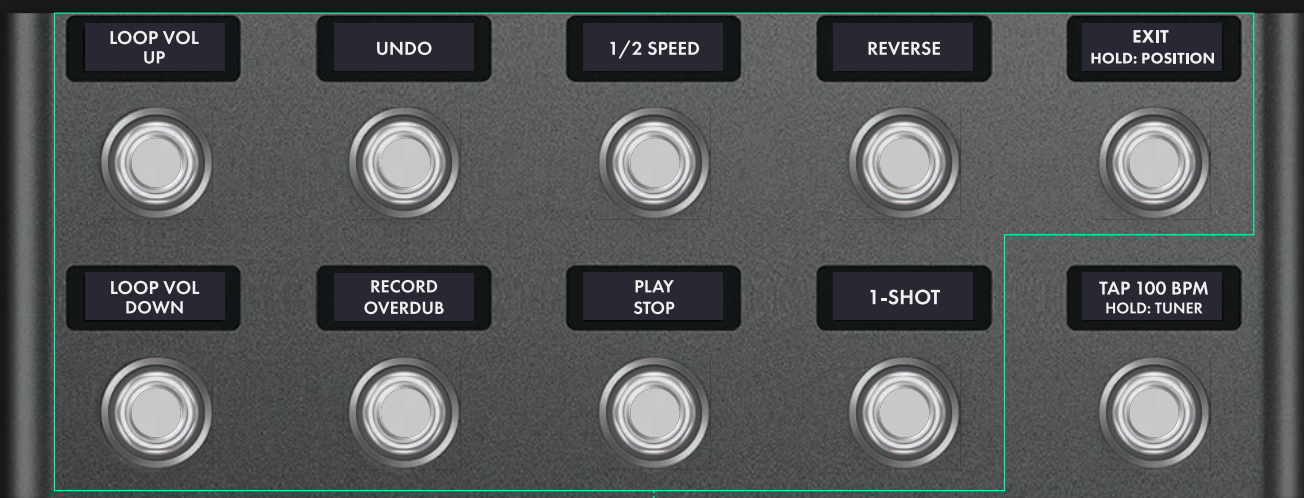 LOOP VOL
UP
UNDO
1/2 SPEED
REVERSE
EXIT
HOLD: POSITION
LOOP VOL
DOWN
RECORD
OVERDUB
PLAY
STOP
1-SHOT
TAP 100 BPM
HOLD: TUNER